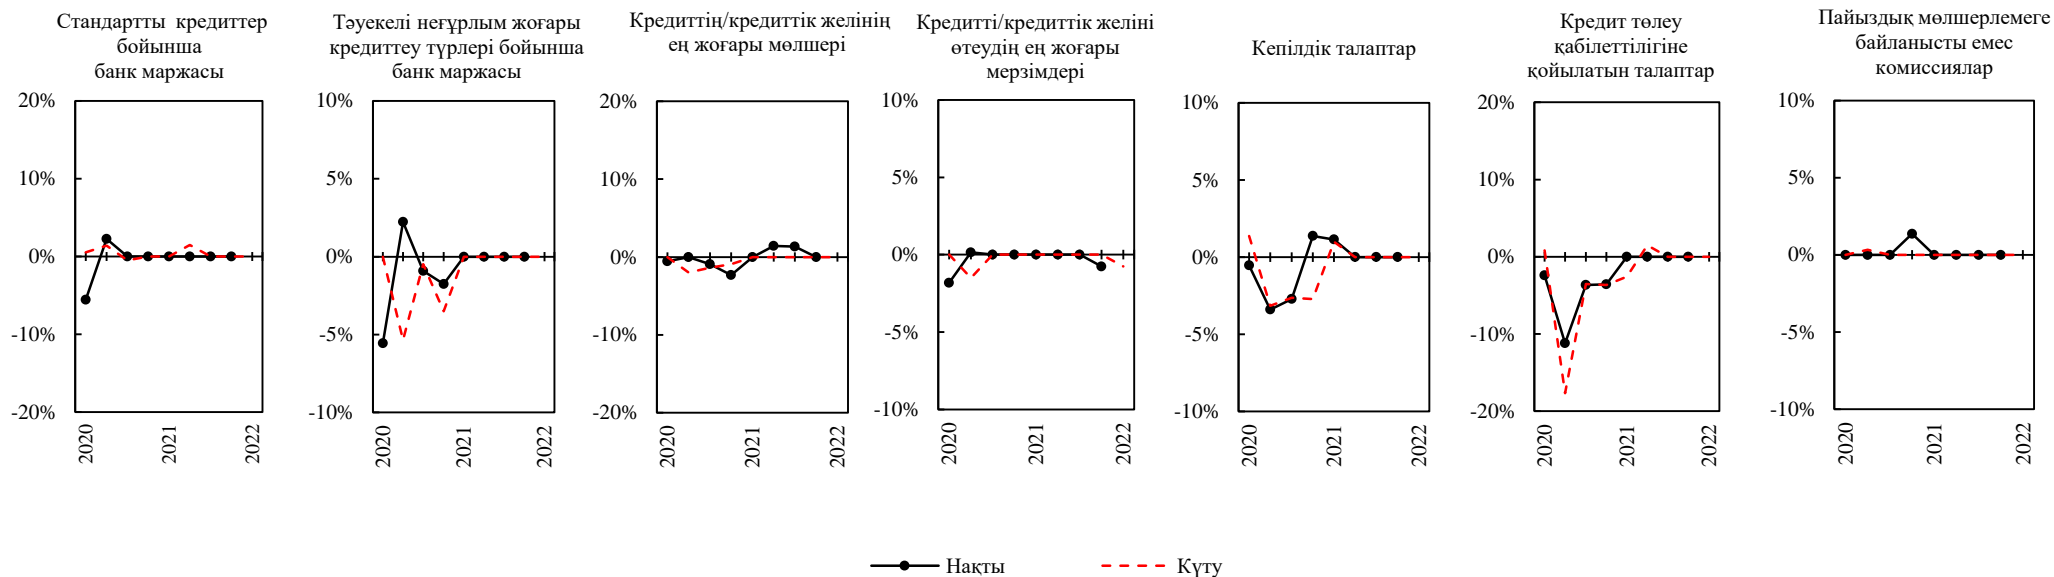 Стандартты  кредиттер
бойынша
банк маржасы
20%
10%
0%
-10%
-20%
2020
2021
2022
Тәуекелі неғұрлым жоғары
кредиттеу түрлері бойынша
банк маржасы
10%
5%
0%
-5%
-10%
2020
2021
2022
Кредиттің/кредиттік желінің
ең жоғары мөлшері
20%
10%
0%
-10%
-20%
2020
2021
2022
Кредитті/кредиттік желіні
өтеудің ең жоғары
мерзімдері
10%
5%
0%
-5%
-10%
2020
2021
2022
Кепілдік талаптар
10%
5%
0%
-5%
-10%
2020
2021
2022
Кредит төлеу
қабілеттілігіне
қойылатын талаптар
20%
10%
0%
-10%
-20%
2020
2021
2022
Пайыздық мөлшерлемеге
байланысты емес
комиссиялар
10%
5%
0%
-5%
-10%
2020
2021
2022
Нақты
Күту